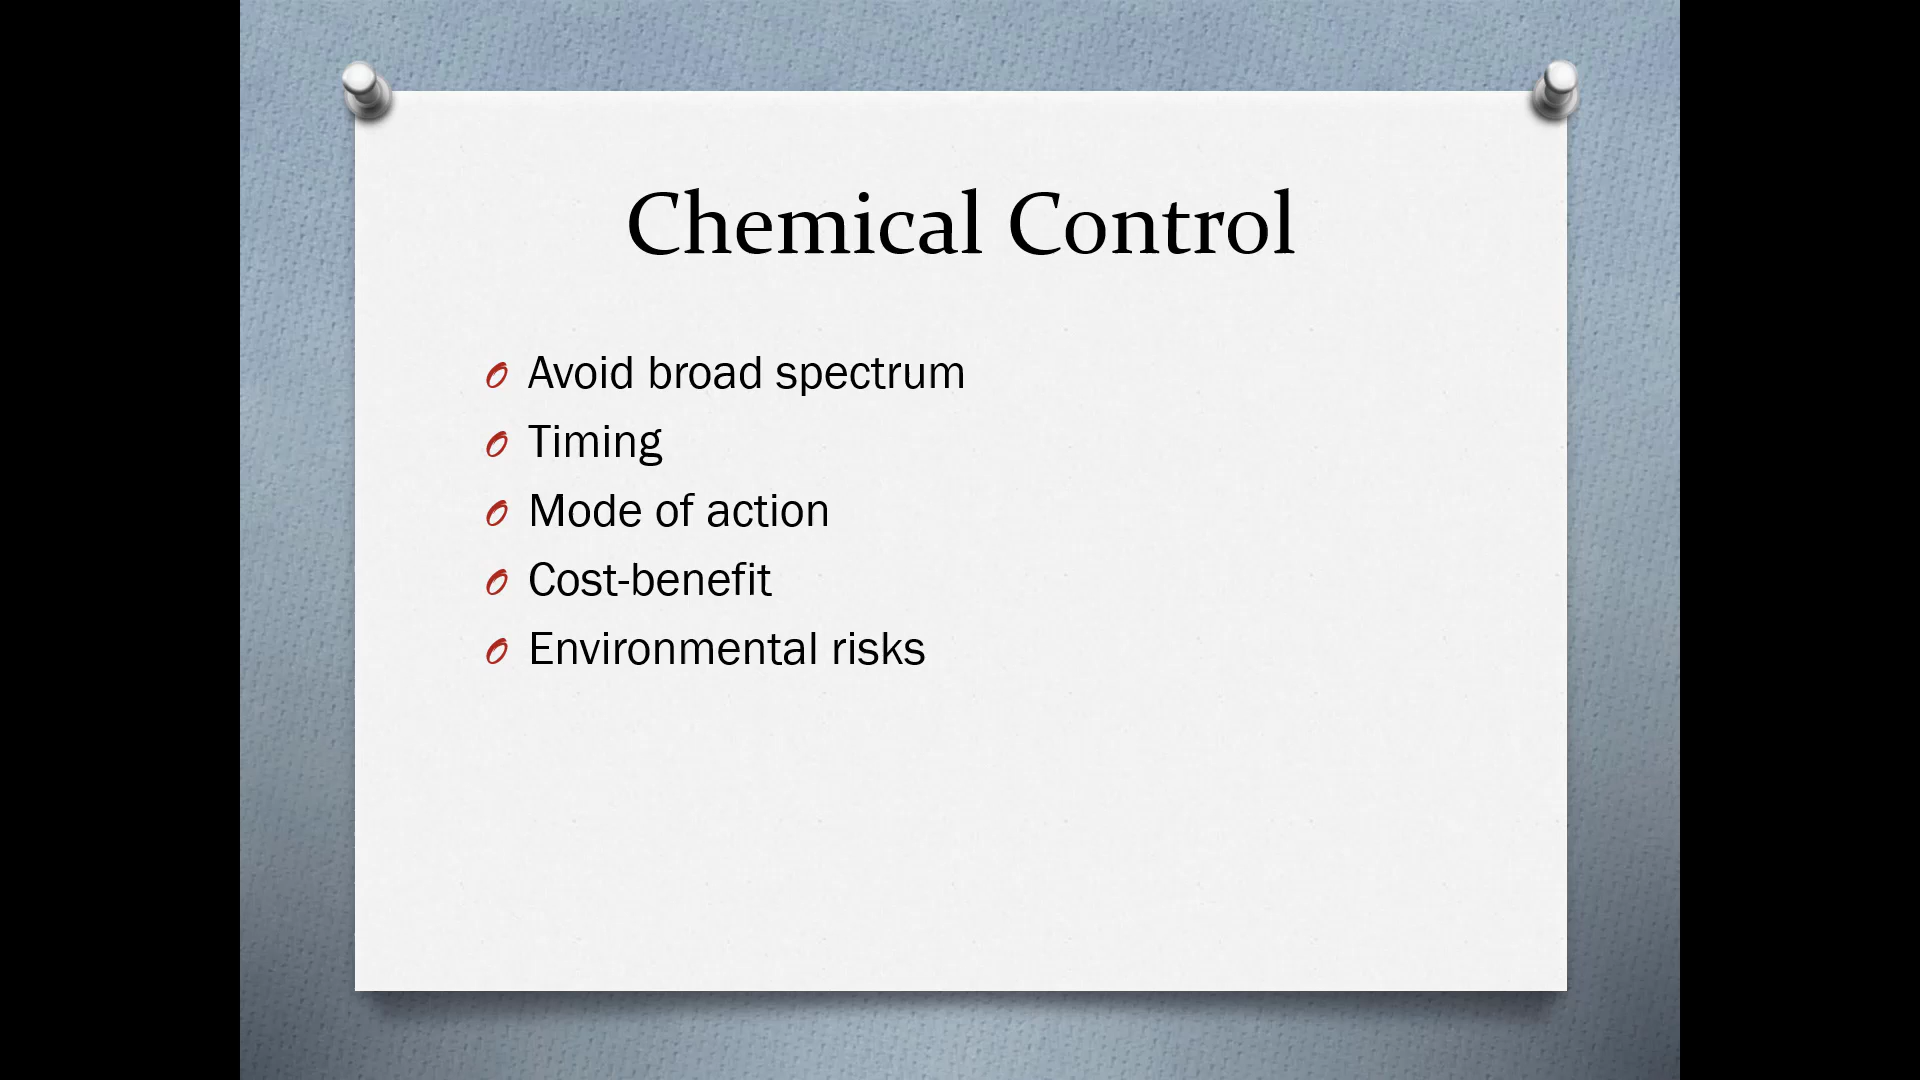 Chemical Control
Avoid broad spectrum
Timing
Mode of action
Cost-benefit
Environmental risks